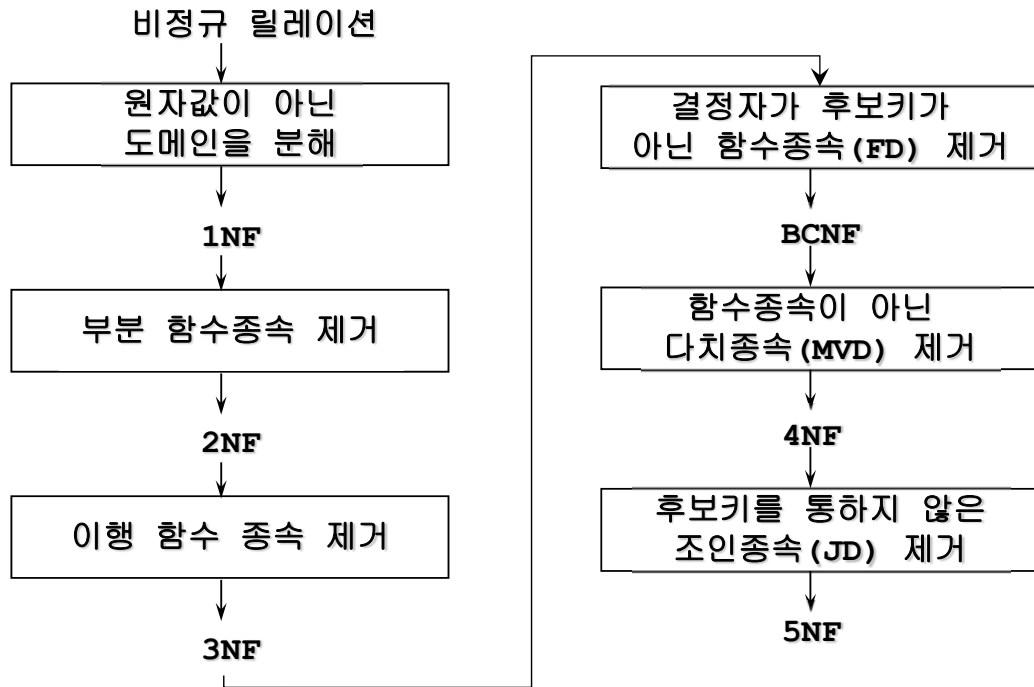 비정규 릴레이션
원자값이 아닌
도메인을 분해
1NF
부분 함수종속 제거
2NF
이행 함수 종속 제거
3NF
결정자가 후보키가
아닌 함수종속(FD) 제거
BCNF
함수종속이 아닌
다치종속(MVD) 제거
4NF
후보키를 통하지 않은
조인종속(JD) 제거
5NF